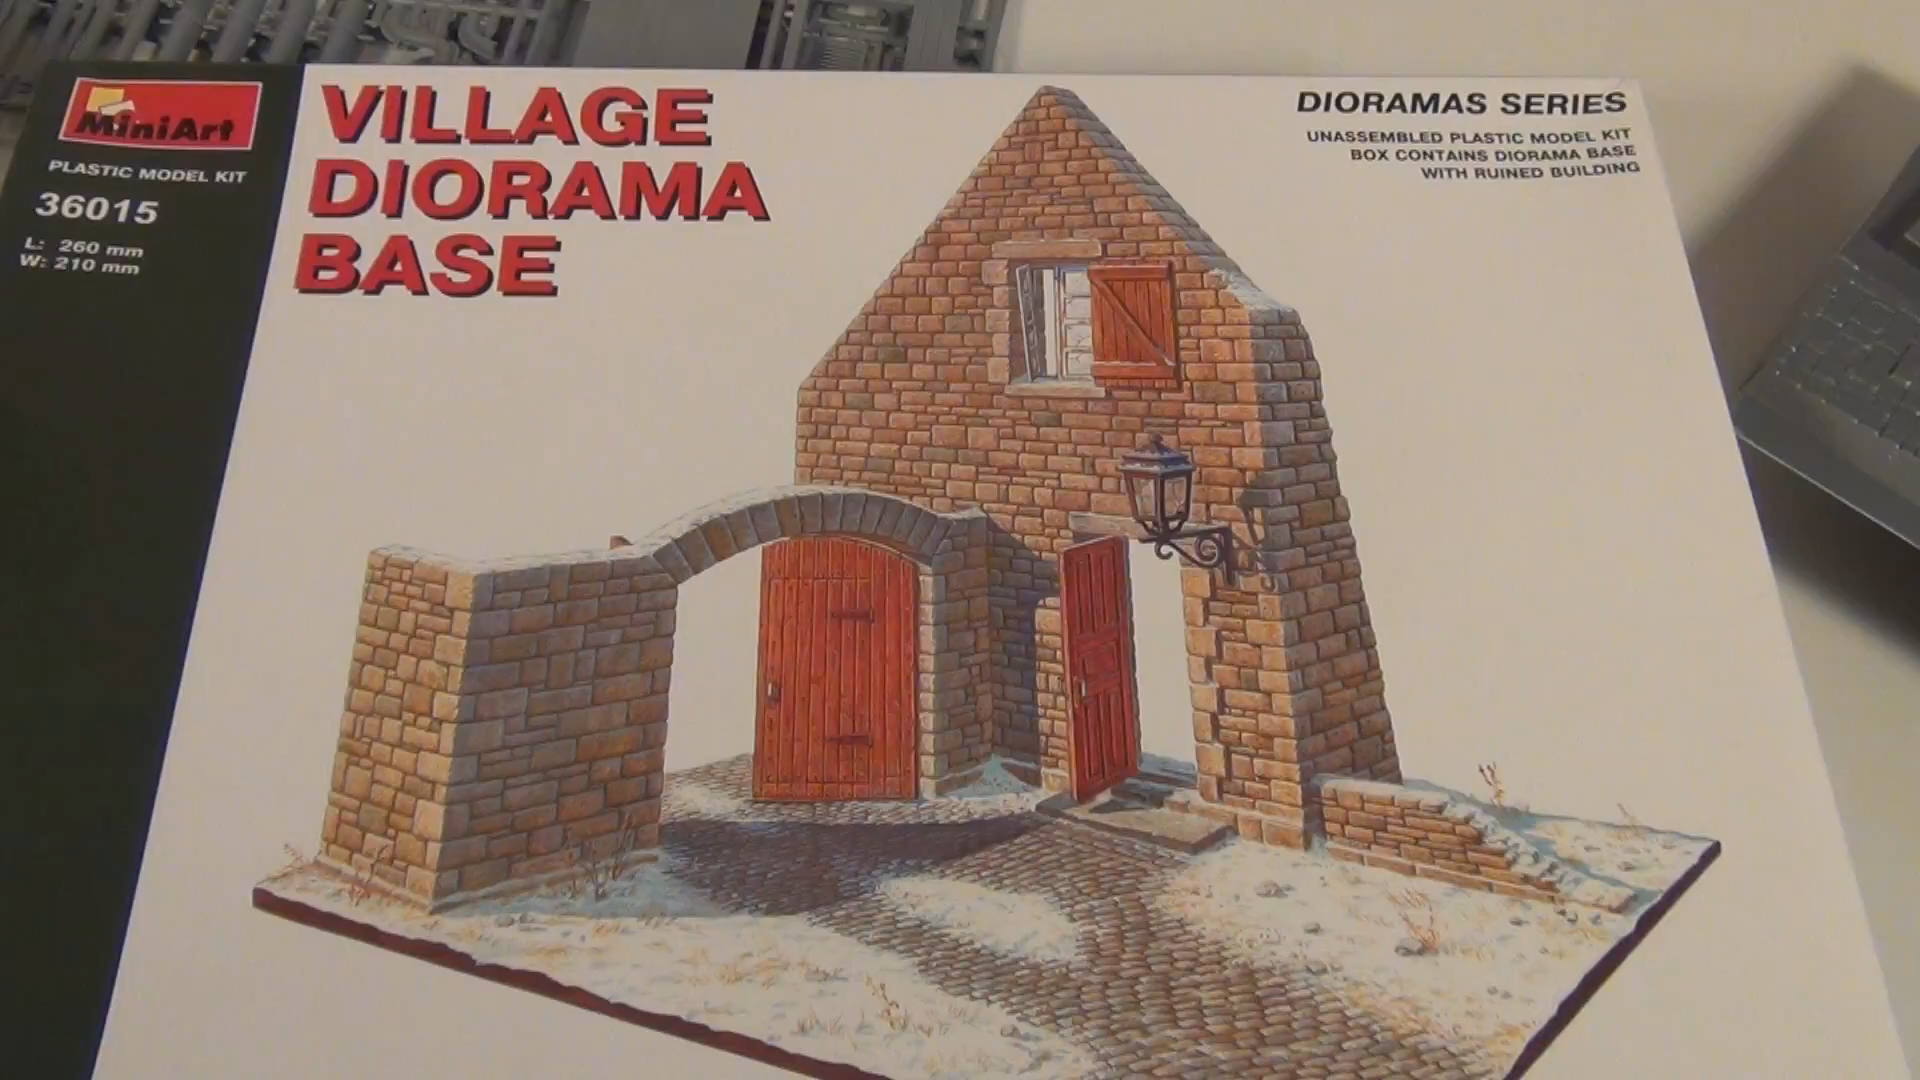 MiniArt
PLASTIC MODEL KIT
36015
L: 260 mm
W: 210 mm
VILLAGE
DIORAMA
BASE
DIORAMAS SERIES
UNASSEMBLED PLASTIC MODEL KIT
BOX CONTAINS DIORAMA BASE
WITH RUINED BUILDING